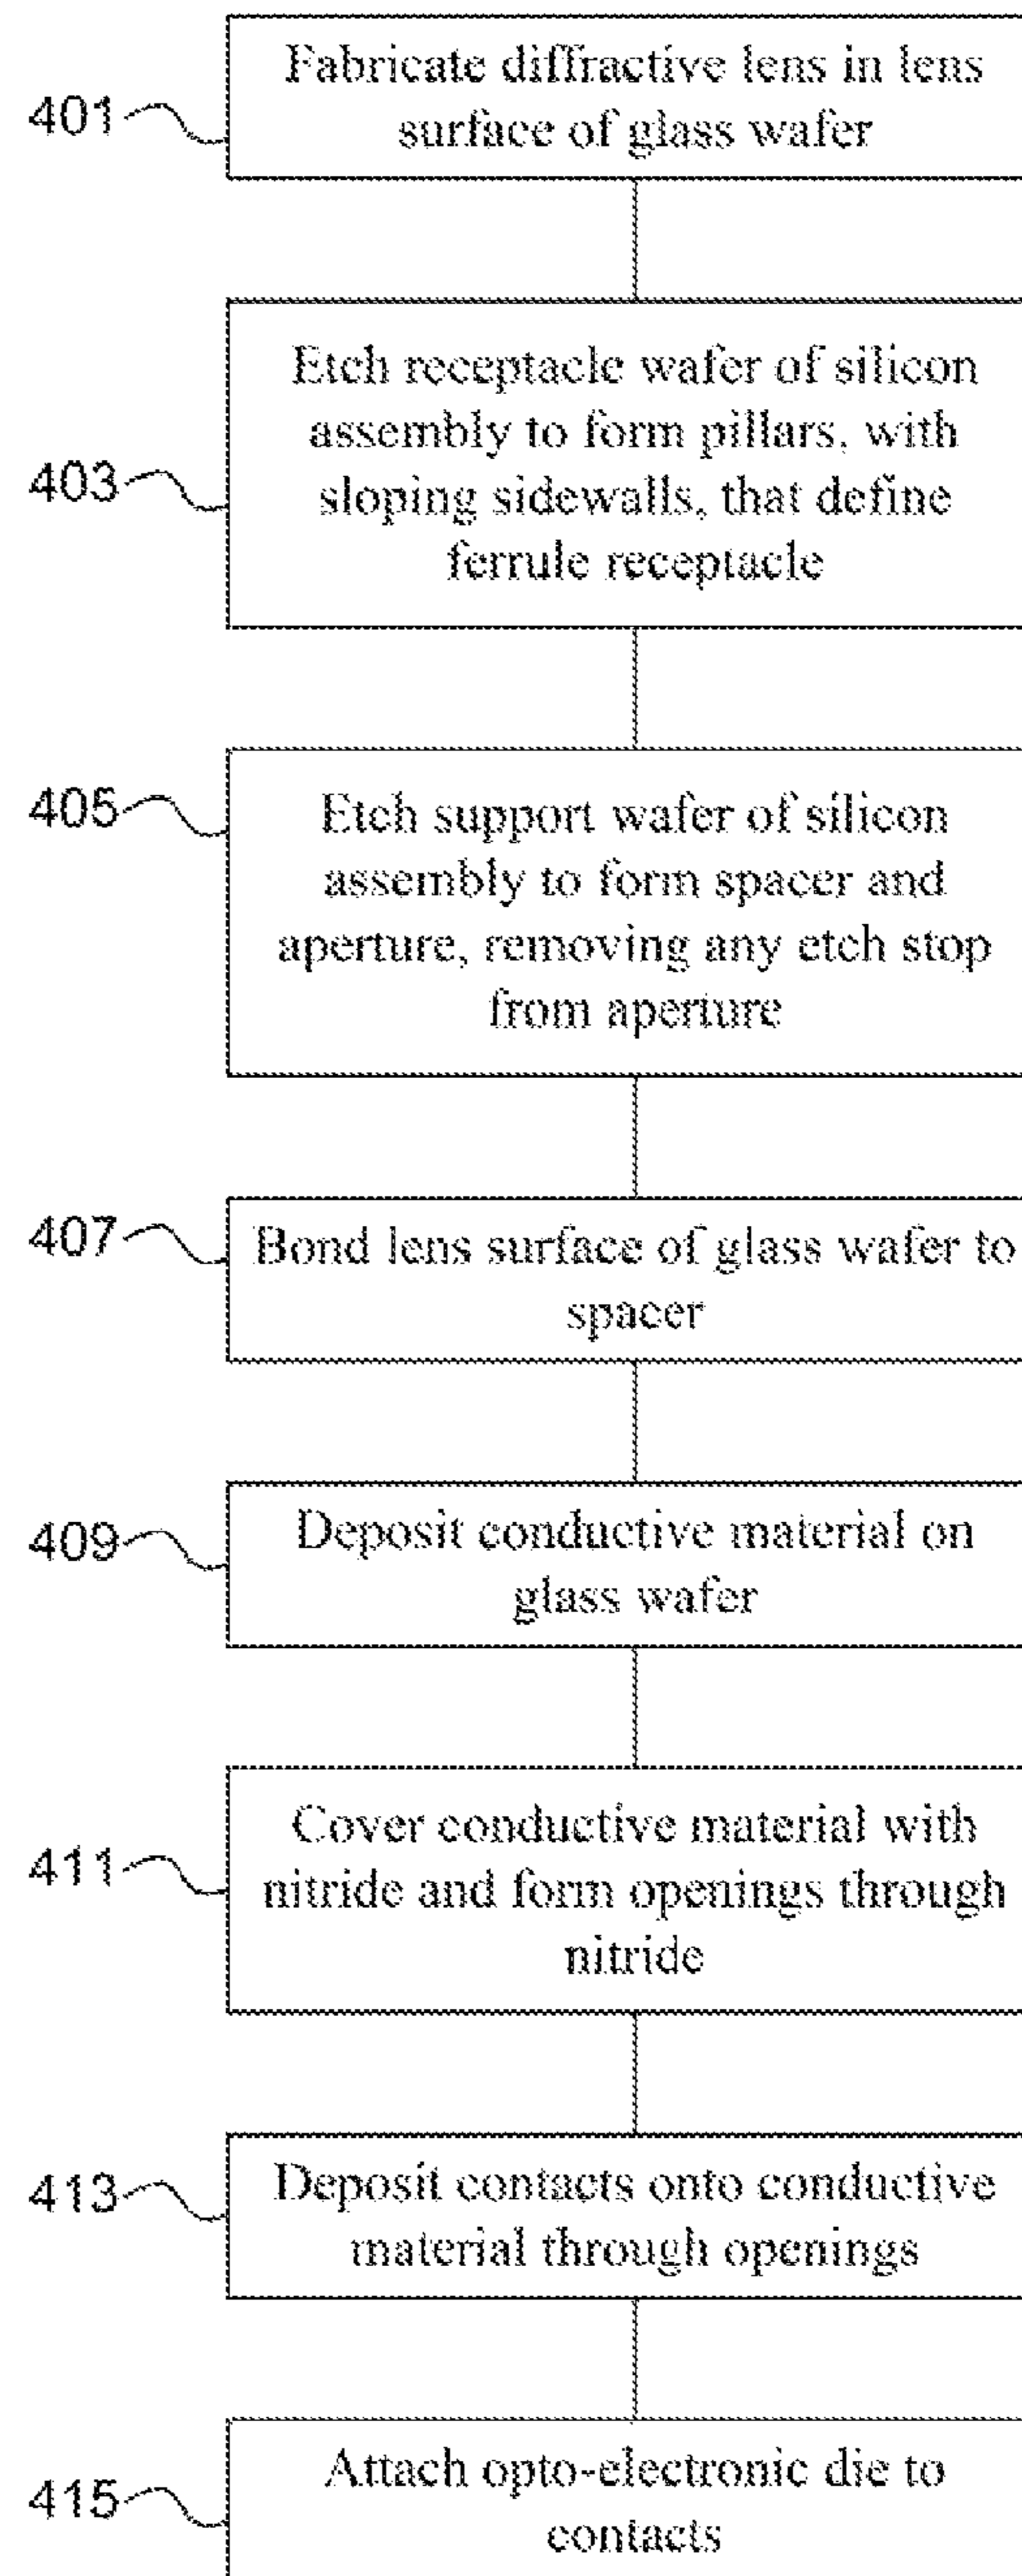 401
Fabricate diffractive lens in lens
surface of glass wafer
403
Etch receptacle wafer of silicon
assembly to form pillars, with
sloping sidewalls, that define
ferrule receptacle
405
Etch support wafer of silicon
assembly to form spacer and
aperture, removing any etch stop
from aperture
407
Bond lens surface of glass wafer to
spacer
409
Deposit conductive material on
glass wafer
411
Cover conductive material with
nitride and form openings through
nitride
413
Deposit contacts onto conductive
material through openings
415
Attach opto-electronic die to
contacts